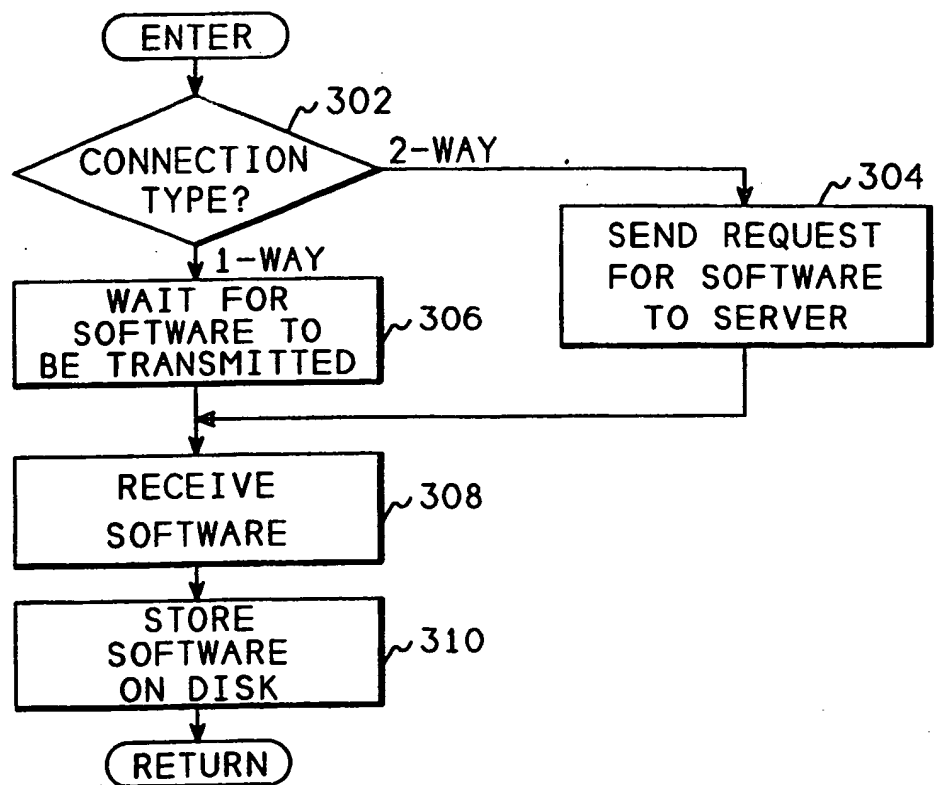 ENTER
302
CONNECTION
TYPE?
2-WAY
304
SEND REQUEST
FOR SOFTWARE
TO SERVER
1-WAY
WAIT FOR
SOFTWARE TO
BE TRANSMITTED
306
RECEIVE
SOFTWARE
308
STORE
SOFTWARE
ON DISK
310
RETURN